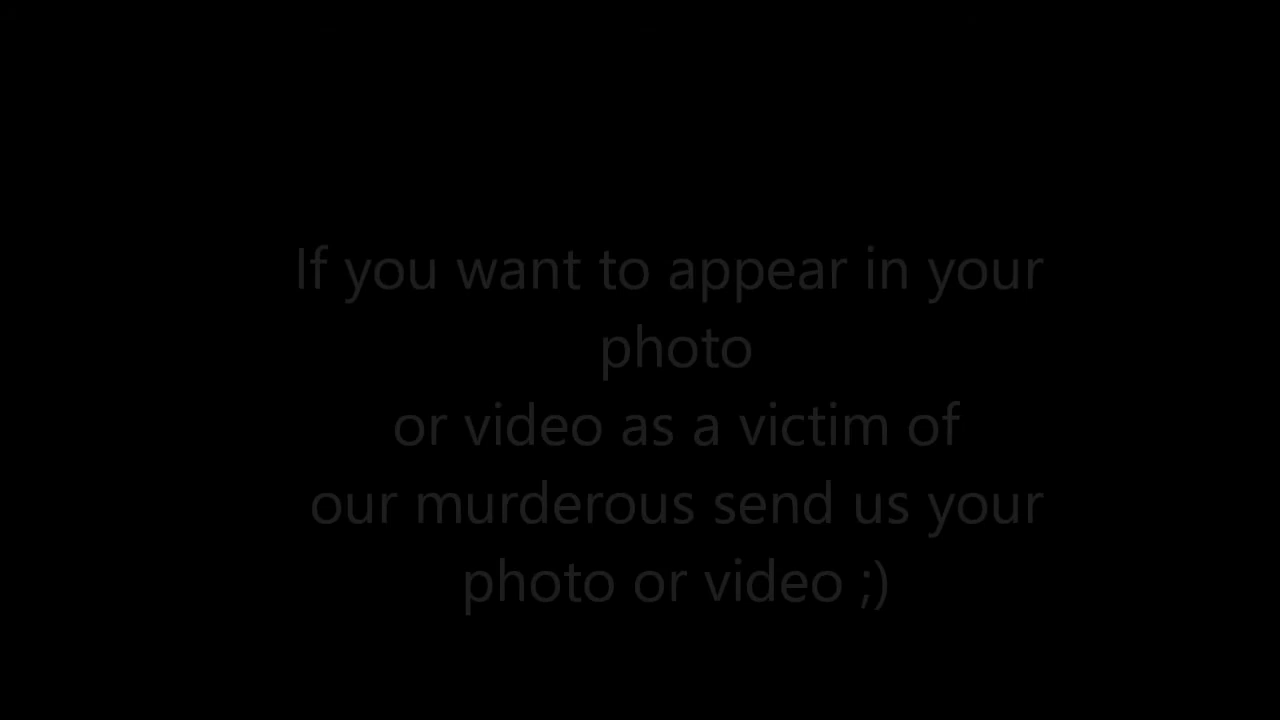 If you want to appear in your
photo
or video as a victim of
our murderous send us your
photo or video ;)